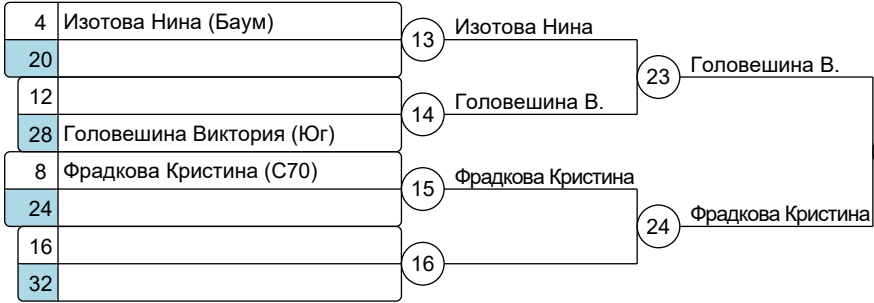 4 Изотова Нина (Баум)
20
13 Изотова Нина
12
28 Головешина Виктория (Юг)
14 Головешина В.
23 Головешина В.
8 Фрадкова Кристина (С70)
24
15 Фрадкова Кристина
16
32
16
24 Фрадкова Кристина